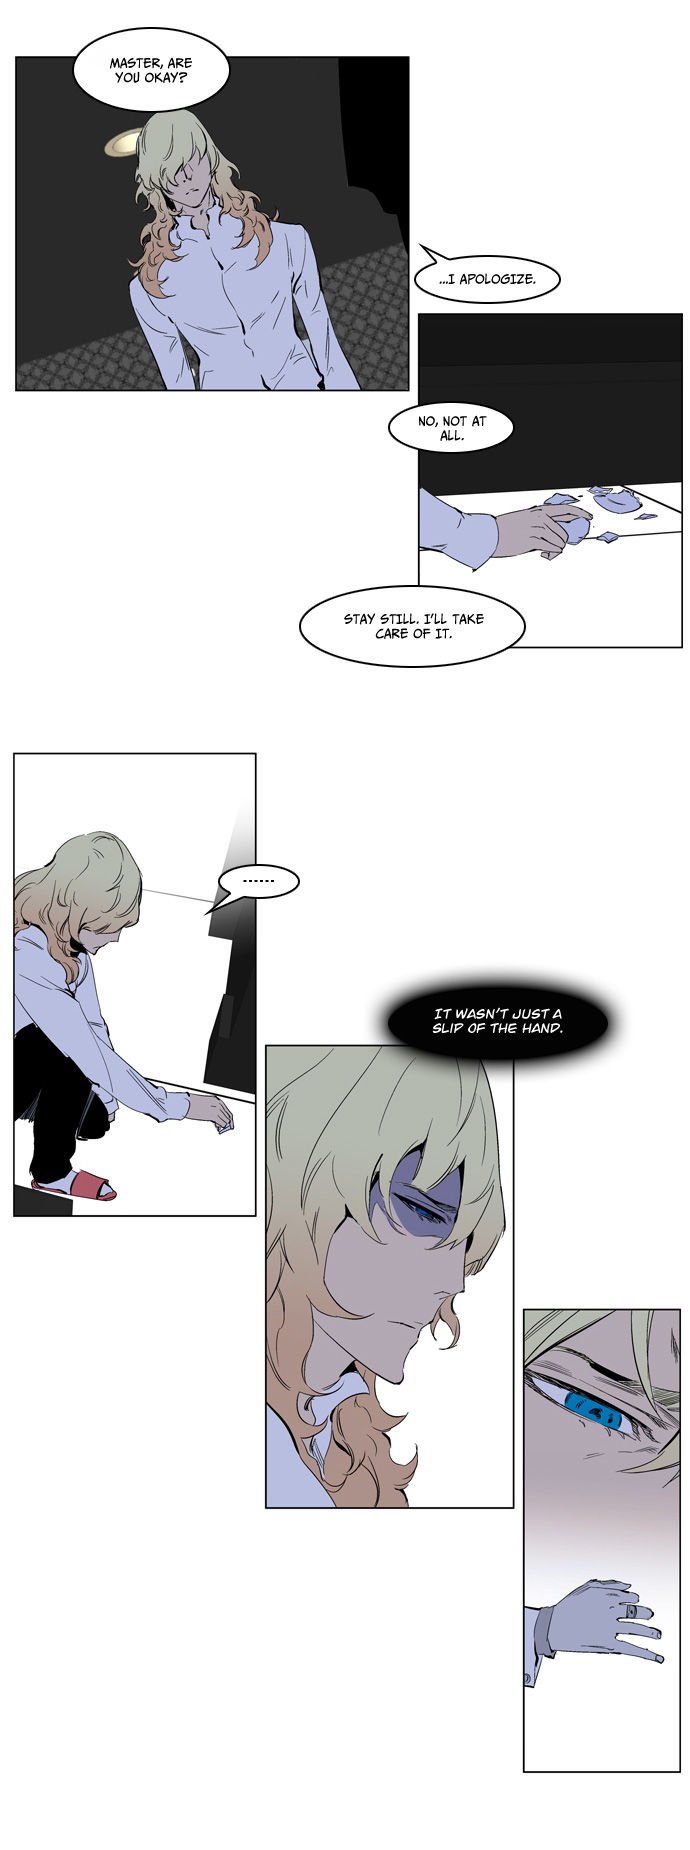 MASTER, ARE
YOU OKAY?
...I APOLOGIZE.
NO, NOT AT
ALL.
STAY STILL. I'LL TAKE
CARE OF IT.
------
IT WASN'T JUST A
SLIP OF THE HAND.